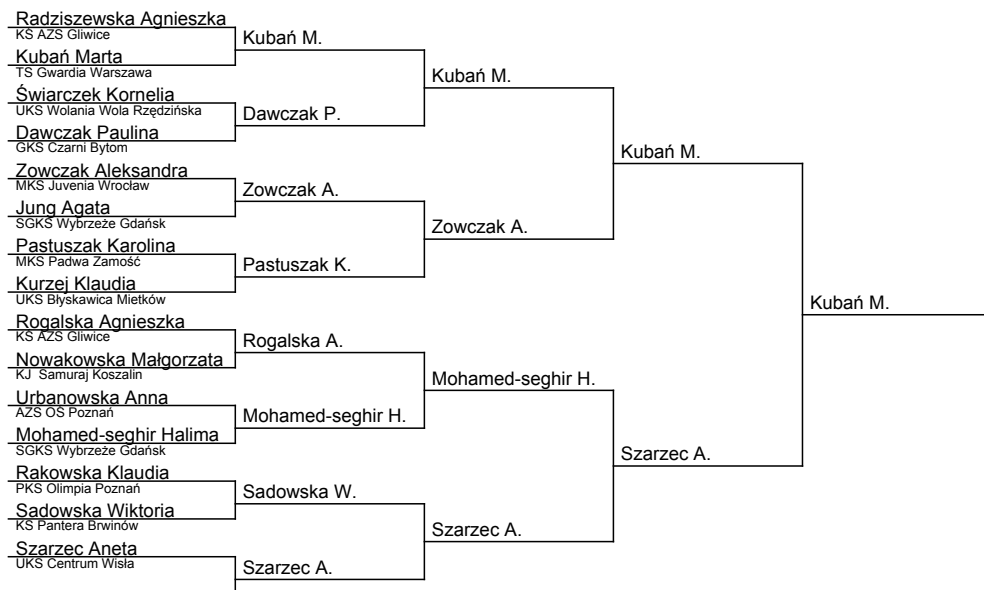 Radziszewska Agnieszka
KS AZS Gliwice
Kubań Marta
TS Gwardia Warszawa
Świarczek Kornelia
UKS Wolania Wola Rzędzińska
Dawczak Paulina
GKS Czarni Bytom
Zowczak Aleksandra
MKS Juvenia Wrocław
Jung Agata
SGKS Wybrzeże Gdańsk
Pastuszak Karolina
MKS Padwa Zamość
Kurzej Klaudia
UKS Błyskawica Mietków
Rogalska Agnieszka
KS AZS Gliwice
Nowakowska Małgorzata
KJ  Samuraj Koszalin
Urbanowska Anna
AZS OŚ Poznań
Mohamed-seghir Halima
SGKS Wybrzeże Gdańsk
Rakowska Klaudia
PKS Olimpia Poznań
Sadowska Wiktoria
KS Pantera Brwinów
Szarzec Aneta
UKS Centrum Wisła
Kubań M.
Dawczak P.
Zowczak A.
Pastuszak K.
Rogalska A.
Mohamed-seghir H.
Sadowska W.
Szarzec A.
Kubań M.
Zowczak A.
Mohamed-seghir H.
Szarzec A.
Kubań M.
Szarzec A.
Kubań M.